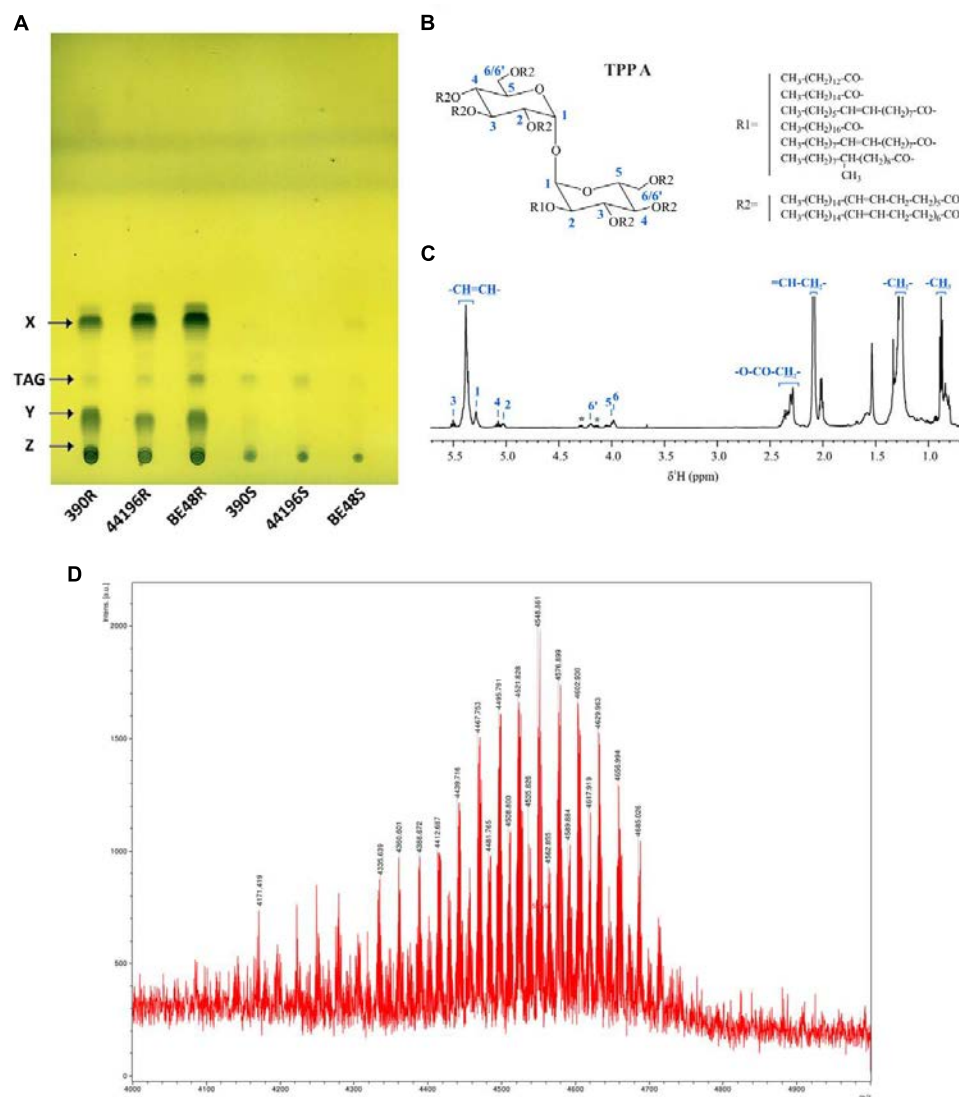 A
X
TAG
Y
Z
390R
44196R
BE48R
390S
44196S
BE48S
B
TPP A
6/6'
OR2
4
5
R2O
O
R2O
3
2
OR2
1
O
1
O
5
OR2
6/6'
R1O
OR2
2
3
OR2
4
R1=
CH3-(CH2)12-CO-
CH3-(CH2)14-CO-
CH3-(CH2)5-CH=CH-(CH2)7-CO-
CH3-(CH2)16-CO-
CH3-(CH2)7-CH=CH-(CH2)7-CO-
CH3-(CH2)7-CH-(CH2)8-CO-
CH3
R2=
CH3-(CH2)14-(CH=CH-CH2-CH2)5-CO
CH3-(CH2)14-(CH=CH-CH2-CH2)6-CO
C
-CH=CH-
=CH-CH2-
-CH2-
-CH3
-O-CO-CH2-
3
1
4
2
*
6'
*
5
6
5.5
5.0
4.5
4.0
3.5
3.0
2.5
2.0
1.5
1.0
δ1H (ppm)
D
Intens. [a.u.]
2000
1500
1000
500
0
4171.419
4335.639
4360.601
4386.672
4412.687
4439.716
4467.753
4481.765
4495.791
4508.800
4521.828
4535.826
4548.861
4562.855
4576.899
4589.884
4602.930
4617.919
4629.963
4656.994
4685.026
4000
4100
4200
4300
4400
4500
4600
4700
4800
4900